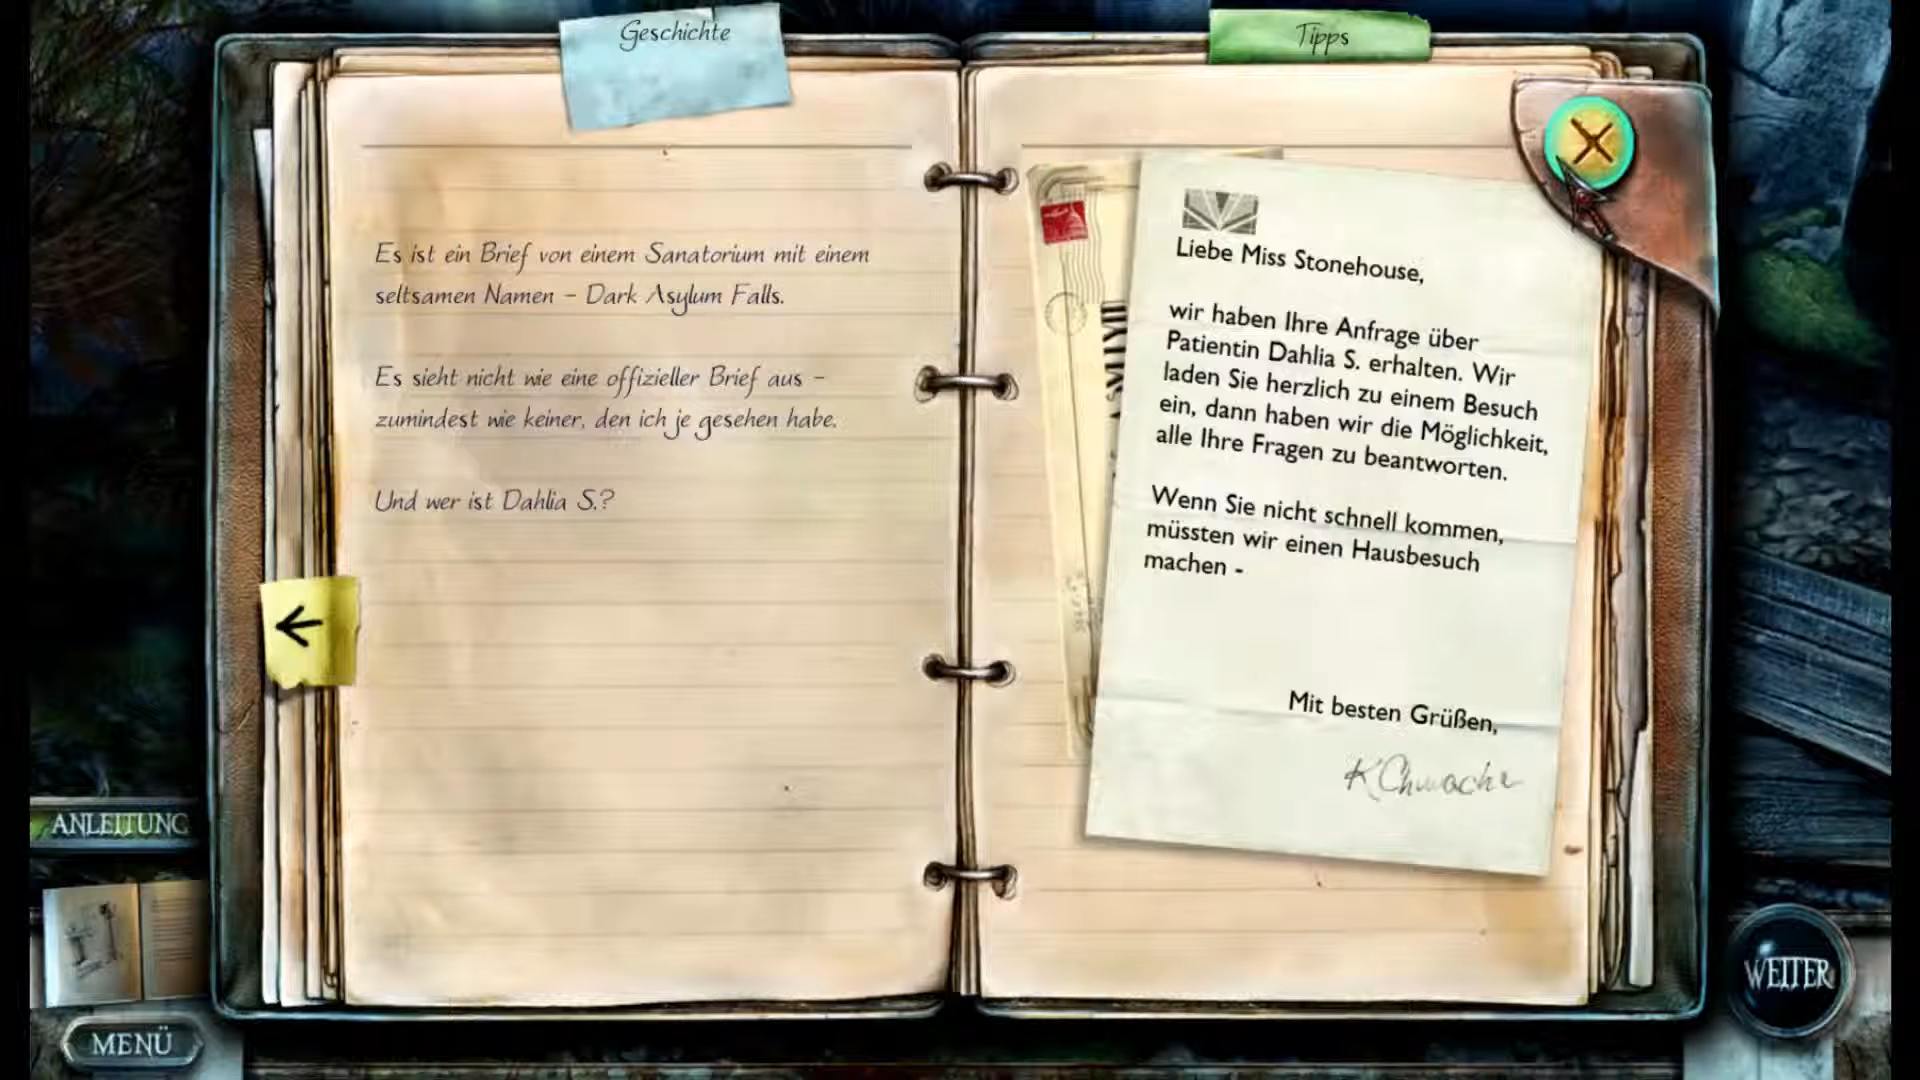 Geschichte
Tipps
Es ist ein Brief von einem Sanatorium mit einem
seltsamen Namen – Dark Asylum Falls.
Es sieht nicht wie eine offizieller Brief aus –
zumindest wie keiner, den ich je gesehen habe.
Und wer ist Dahlia S.?
Liebe Miss Stonehouse,
wir haben Ihre Anfrage über
Patientin Dahlia S. erhalten. Wir
laden Sie herzlich zu einem Besuch
ein, dann haben wir die Möglichkeit,
alle Ihre Fragen zu beantworten.
Wenn Sie nicht schnell kommen,
müssten wir einen Hausbesuch
machen -
Mit besten Grüßen,
ANLEITUNG
MENÜ
WEITER